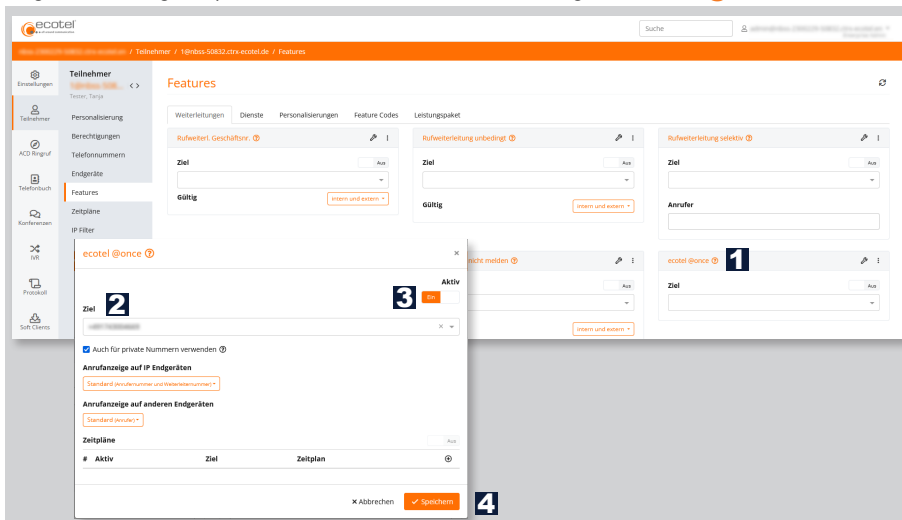 ecotel
Suche
/ Teilnehmer / 1@nbss-50832.ctrx-ecotel.de / Features
Einstellungen
Teilnehmer
ACD Ringruf
Telefonbuch
Konferenzen
IVR
Protokoll
Soft Clients
Teilnehmer
Tester, Tanja
Personalisierung
Berechtigungen
Telefonnummern
Endgeräte
Features
Zeitpläne
IP Filter
Features
Weiterleitungen Dienste Personalisierungen Feature Codes Leistungspaket
Rufweiterl. Geschäftsnr.
Ziel Aus
Gültig Intern und extern
Rufweiterleitung unbedingt
Ziel Aus
Gültig Intern und extern
Rufweiterleitung selektiv
Ziel Aus
Anrufer
nicht melden
Aus
Intern und extern
ecotel @once 1
Ziel Aus
ecotel @once ×
Aktiv
3 Ein
Ziel 2
Auch für private Nummern verwenden
Anrufanzeige auf IP Endgeräten
Standard (Anrufernummer und Weiterleiternummer)
Anrufanzeige auf anderen Endgeräten
Standard (Anrufer)
Zeitpläne Aus
# Aktiv Ziel Zeitplan
× Abbrechen Speichern 4